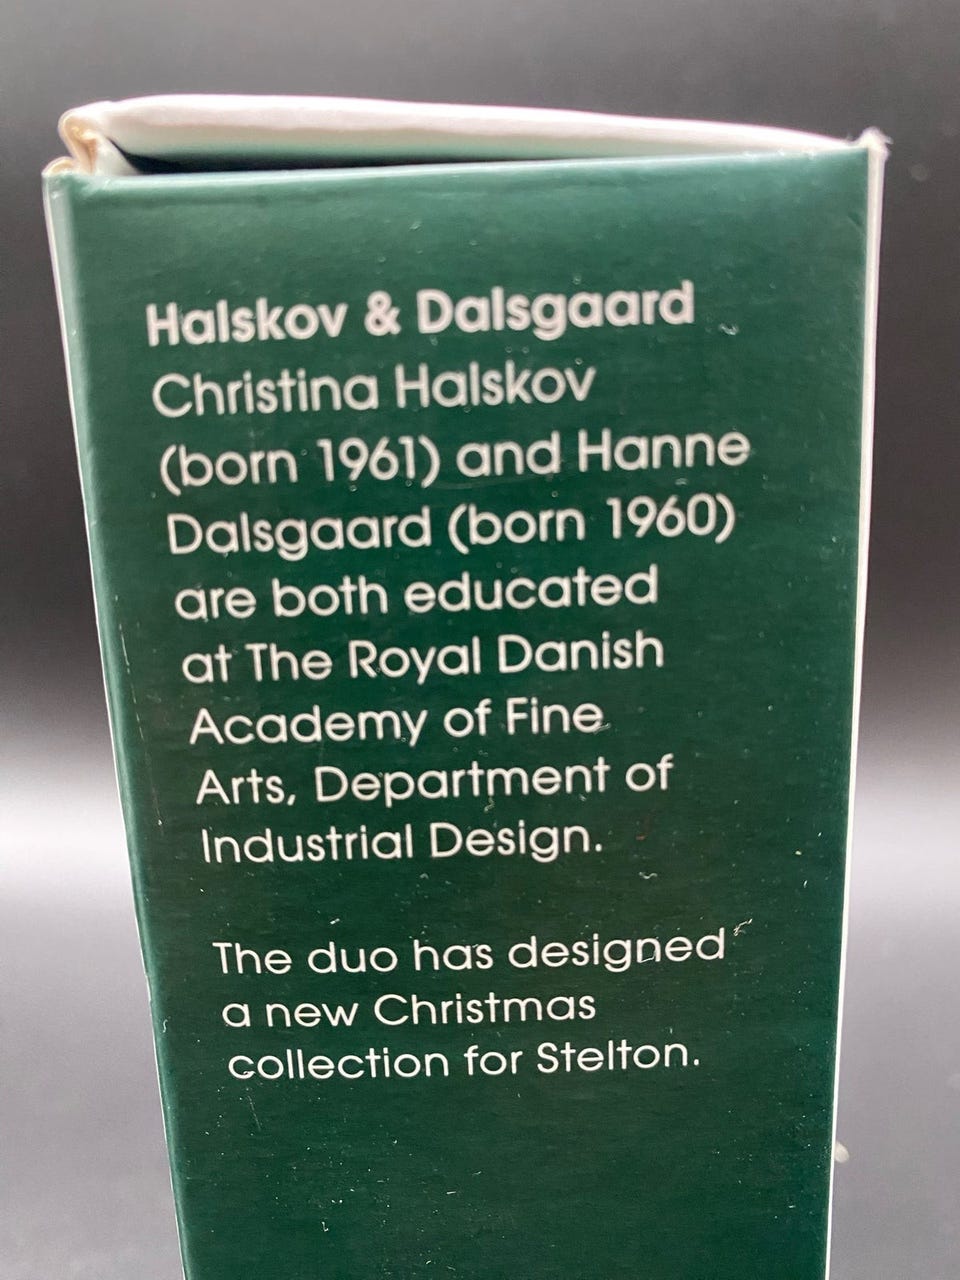 Halskov & Dalsgaard
Christina Halskov
(born 1961) and Hanne
Dalsgaard (born 1960)
are both educated
at The Royal Danish
Academy of Fine
Arts, Department of
Industrial Design.
The duo has designed
a new Christmas
collection for Stelton.